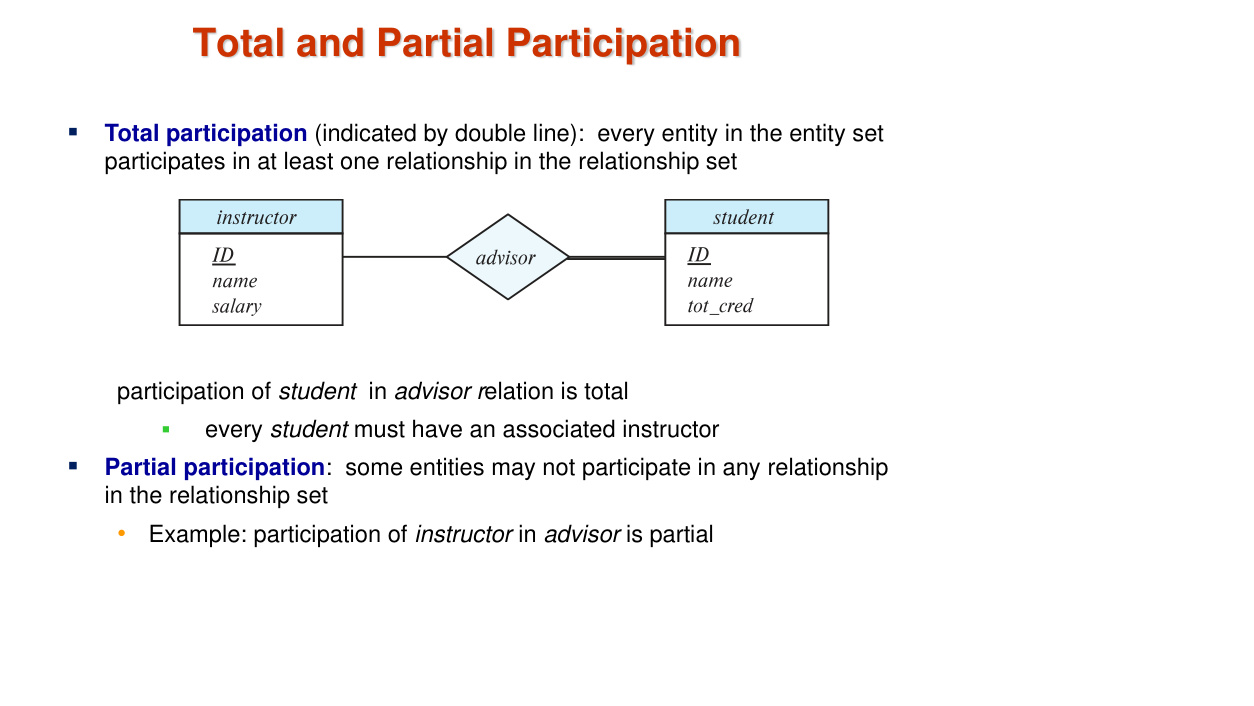 Total and Partial Participation
▪ Total participation (indicated by double line):  every entity in the entity set
participates in at least one relationship in the relationship set
instructor
ID
name
salary
advisor
student
ID
name
tot_cred
participation of student  in advisor relation is total
▪ every student must have an associated instructor
▪ Partial participation:  some entities may not participate in any relationship
in the relationship set
• Example: participation of instructor in advisor is partial